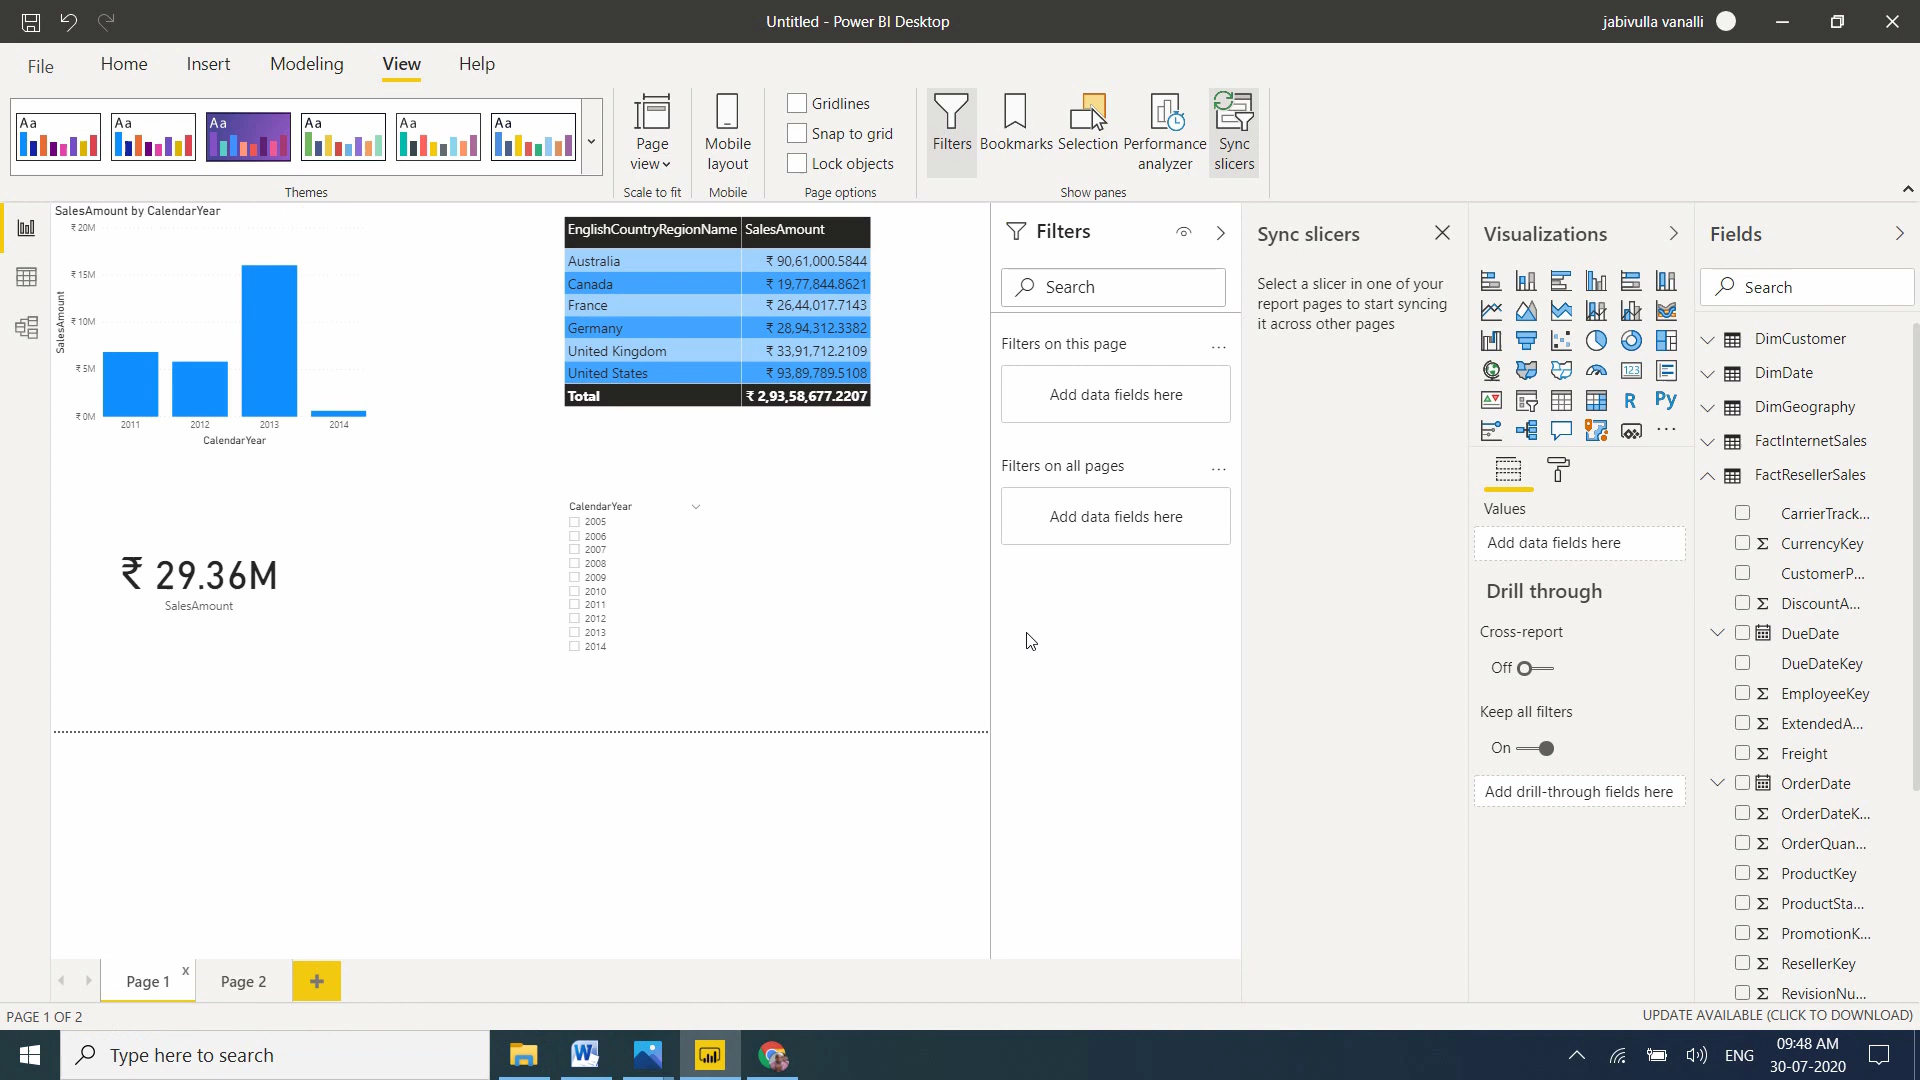 Untitled - Power BI Desktop
jabivulla vanalli
File
Home
Insert
Modeling
View
Help
Aa
Aa
Aa
Aa
Aa
Aa
Themes
Page
view
Scale to fit
Mobile
layout
Mobile
Gridlines
Snap to grid
Lock objects
Page options
Filters
Bookmarks
Selection
Performance
analyzer
Sync
slicers
Show panes
SalesAmount by CalendarYear
₹ 20M
₹ 15M
₹ 10M
₹ 5M
₹ 0M
SalesAmount
2011
2012
2013
2014
CalendarYear
EnglishCountryRegionName SalesAmount
Australia ₹ 90,61,000.5844
Canada ₹ 19,77,844.8621
France ₹ 26,44,017.7143
Germany ₹ 28,94,312.3382
United Kingdom ₹ 33,91,712.2109
United States ₹ 93,89,789.5108
Total ₹ 2,93,58,677.2207
₹ 29.36M
SalesAmount
CalendarYear
2005
2006
2007
2008
2009
2010
2011
2012
2013
2014
Filters
Search
Filters on this page
...
Add data fields here
Filters on all pages
...
Add data fields here
Sync slicers
Select a slicer in one of your
report pages to start syncing
it across other pages
Visualizations
123
R
Py
...
Values
Add data fields here
Drill through
Cross-report
Off
Keep all filters
On
Add drill-through fields here
Fields
Search
DimCustomer
DimDate
DimGeography
FactInternetSales
FactResellerSales
CarrierTrack...
Σ CurrencyKey
CustomerP...
Σ DiscountA...
DueDate
DueDateKey
Σ EmployeeKey
Σ ExtendedA...
Σ Freight
OrderDate
Σ OrderDateK...
Σ OrderQuan...
Σ ProductKey
Σ ProductSta...
Σ PromotionK...
Σ ResellerKey
Σ RevisionNu...
Page 1
x
Page 2
PAGE 1 OF 2
UPDATE AVAILABLE (CLICK TO DOWNLOAD)
Type here to search
ENG
09:48 AM
30-07-2020